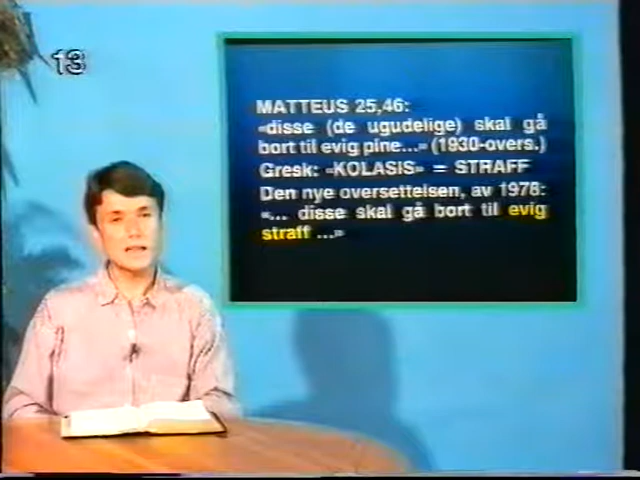 13
MATTEUS 25,46:
«disse (de ugudelige) skal gå
bort til evig pine...» (1930-overs.)
Gresk: «KOLASIS» = STRAFF
Den nye oversettelsen, av 1978:
«... disse skal gå bort til evig
straff ...»